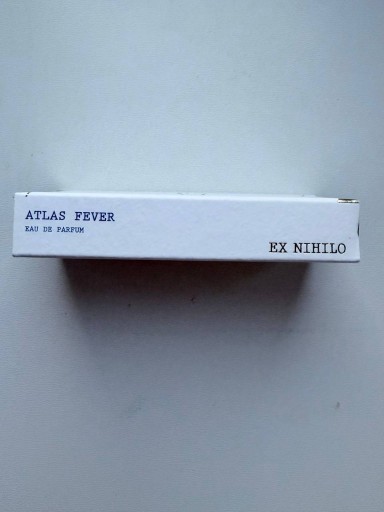 ATLAS FEVER
EAU DE PARFUM
EX NIHILO